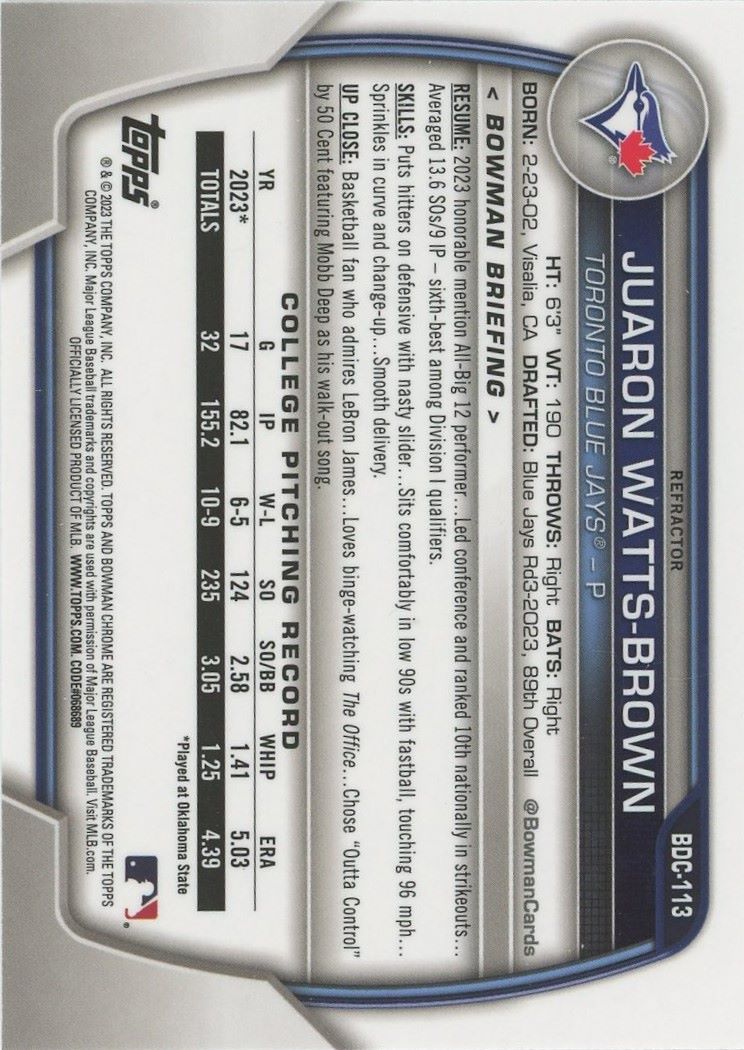 REFRACTOR
BDC-113
JUARON WATTS-BROWN
TORONTO BLUE JAYS® – P
HT: 6'3" WT: 190 THROWS: Right BATS: Right
BORN: 2-23-02, Visalia, CA DRAFTED: Blue Jays Rd3-2023, 89th Overall @BowmanCards
< BOWMAN BRIEFING >
RESUME: 2023 honorable mention All-Big 12 performer...Led conference and ranked 10th nationally in strikeouts...
Averaged 13.6 SOs/9 IP – sixth-best among Division I qualifiers.
SKILLS: Puts hitters on defensive with nasty slider...Sits comfortably in low 90s with fastball, touching 96 mph...
Sprinkles in curve and change-up...Smooth delivery.
UP CLOSE: Basketball fan who admires LeBron James...Loves binge-watching The Office...Chose "Outta Control"
by 50 Cent featuring Mobb Deep as his walk-out song.
COLLEGE PITCHING RECORD
YR G IP W-L SO SO/BB WHIP ERA
2023* 17 82.1 6-5 124 2.58 1.41 5.03
TOTALS 32 155.2 10-9 235 3.05 1.25 4.39
*Played at Oklahoma State
topps®
® & © 2023 THE TOPPS COMPANY, INC. ALL RIGHTS RESERVED. TOPPS AND BOWMAN CHROME ARE REGISTERED TRADEMARKS OF THE TOPPS
COMPANY, INC. Major League Baseball trademarks and copyrights are used with permission of Major League Baseball. Visit MLB.com.
OFFICIALLY LICENSED PRODUCT OF MLB. WWW.TOPPS.COM. CODE#068689